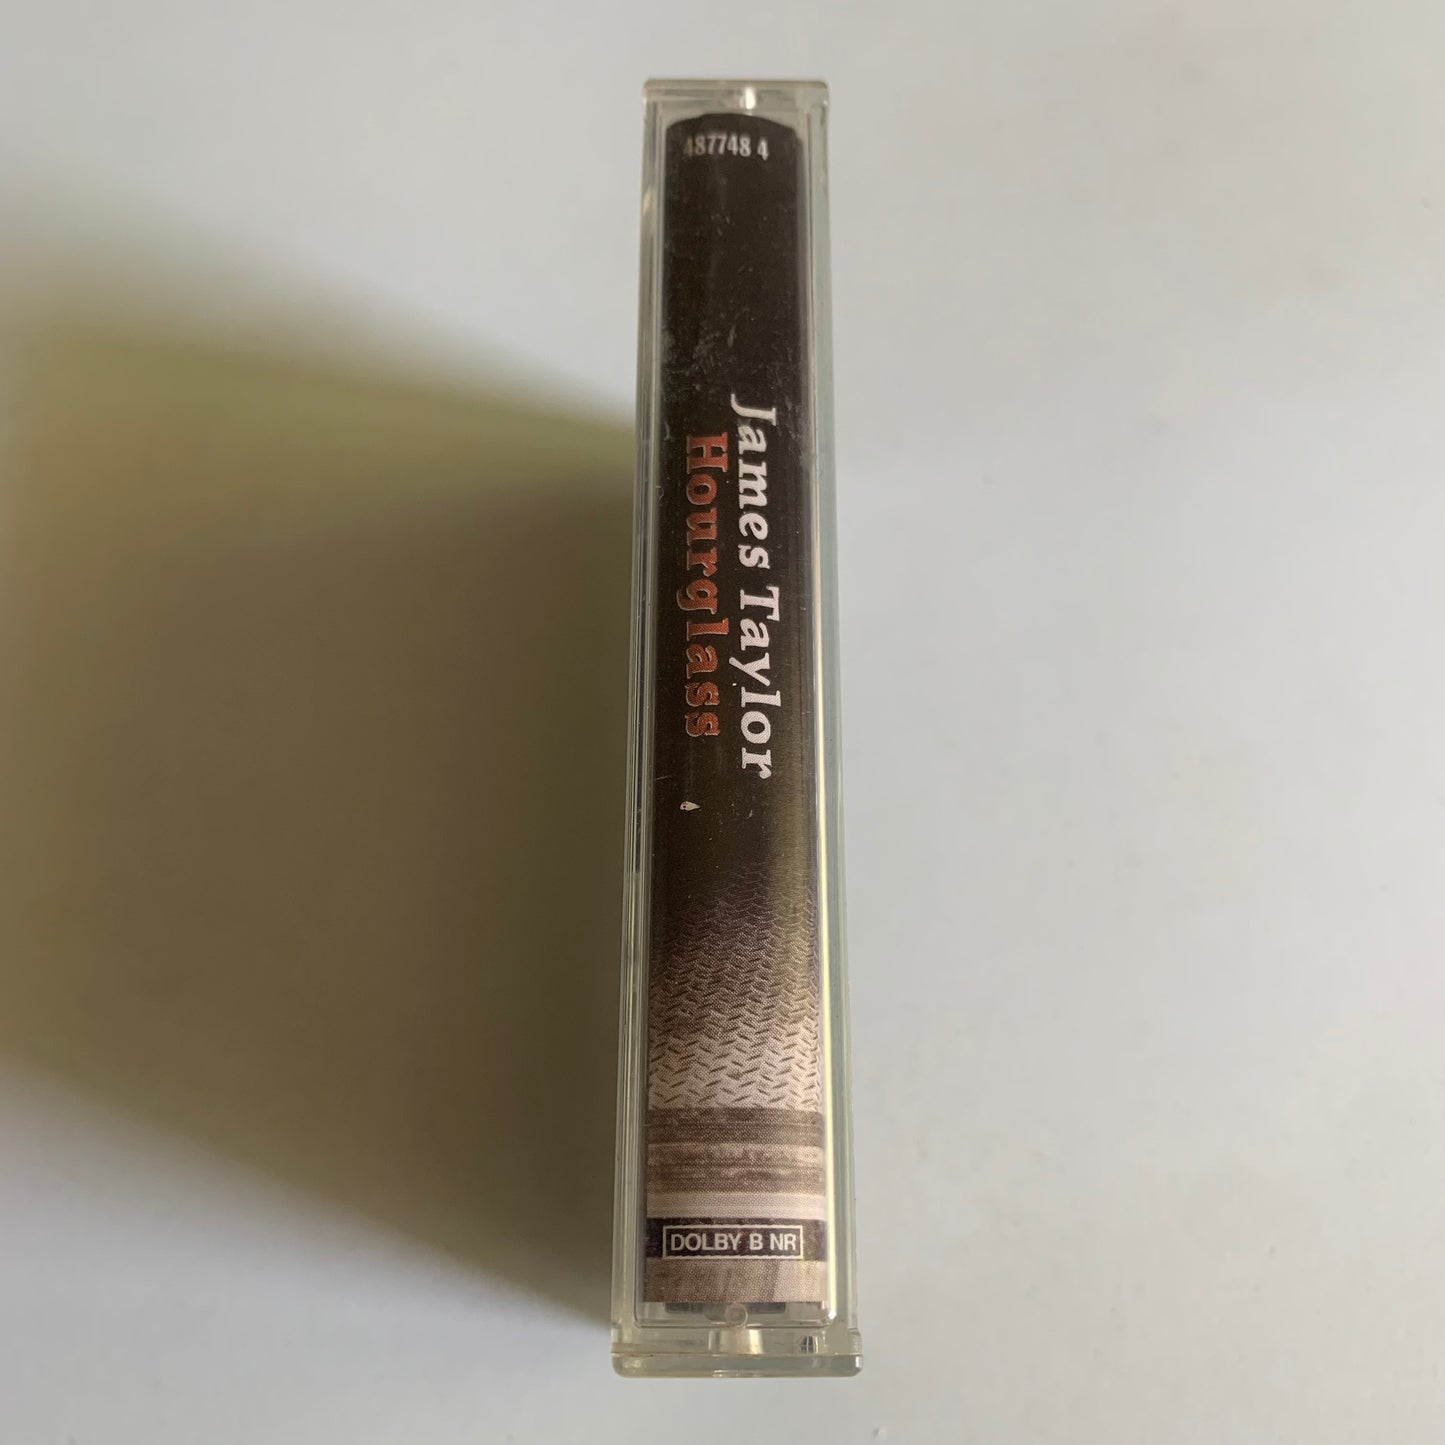 487748 4
James Taylor
Hourglass
DOLBY B NR